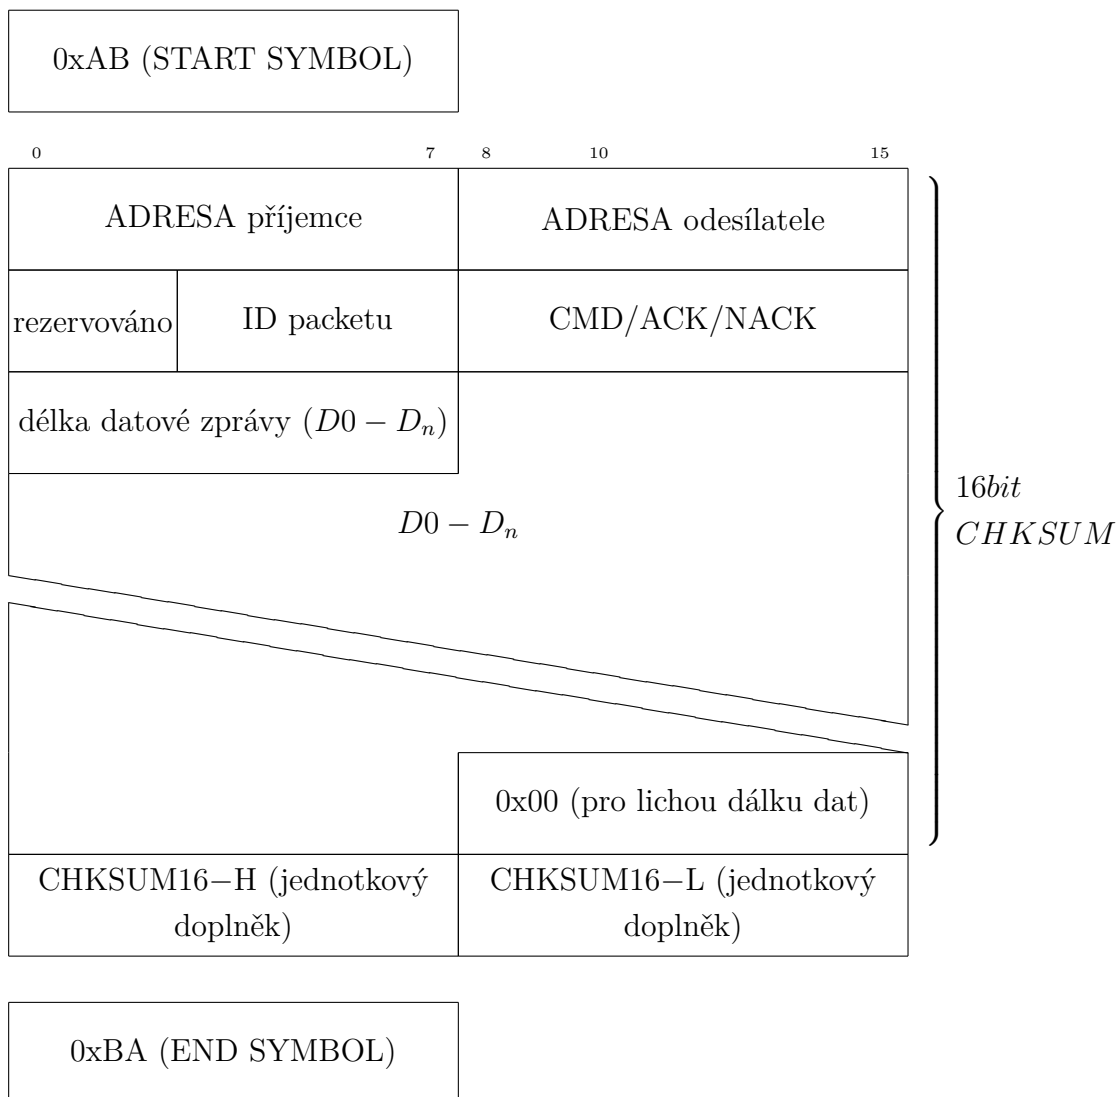 0xAB (START SYMBOL)
0 7 8 10 15
ADRESA příjemce ADRESA odesílatele
rezervováno ID packetu CMD/ACK/NACK
délka datové zprávy (D0 − Dn)
16bit
D0 − Dn
CHKSUM
0x00 (pro lichou dálku dat)
CHKSUM16−H (jednotkový
doplněk)
CHKSUM16−L (jednotkový
doplněk)
0xBA (END SYMBOL)